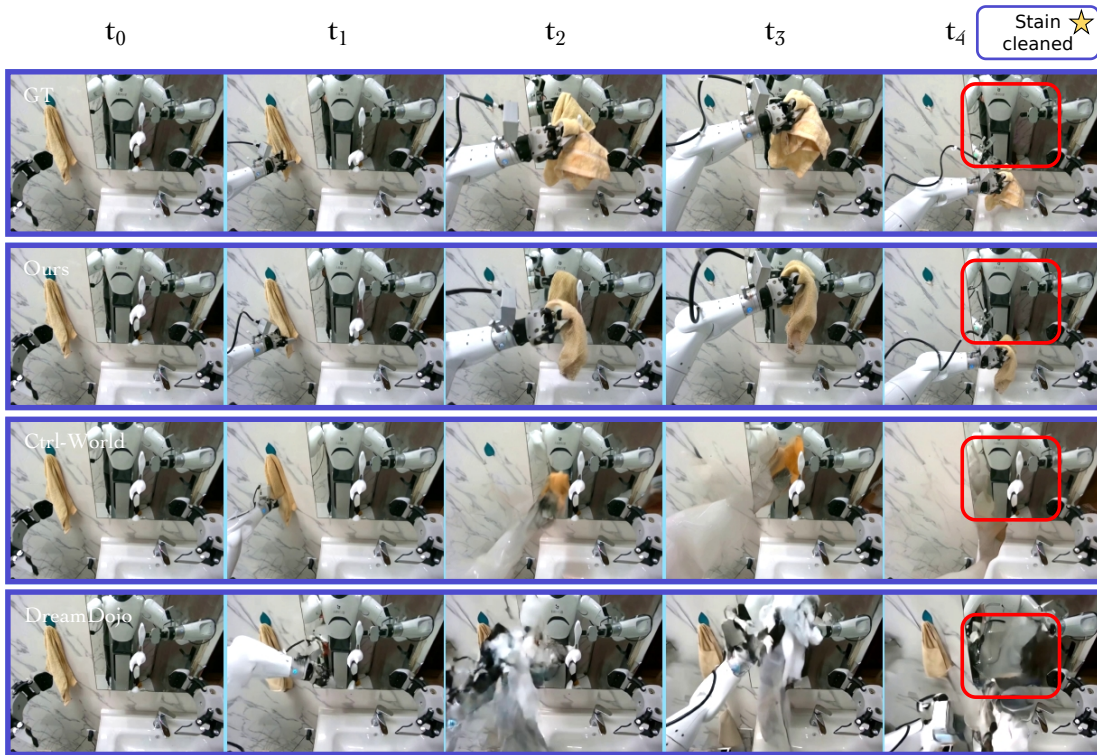 t₀ t₁ t₂ t₃ t₄
Stain
cleaned
GT
Ours
Ctrl-World
DreamDojo